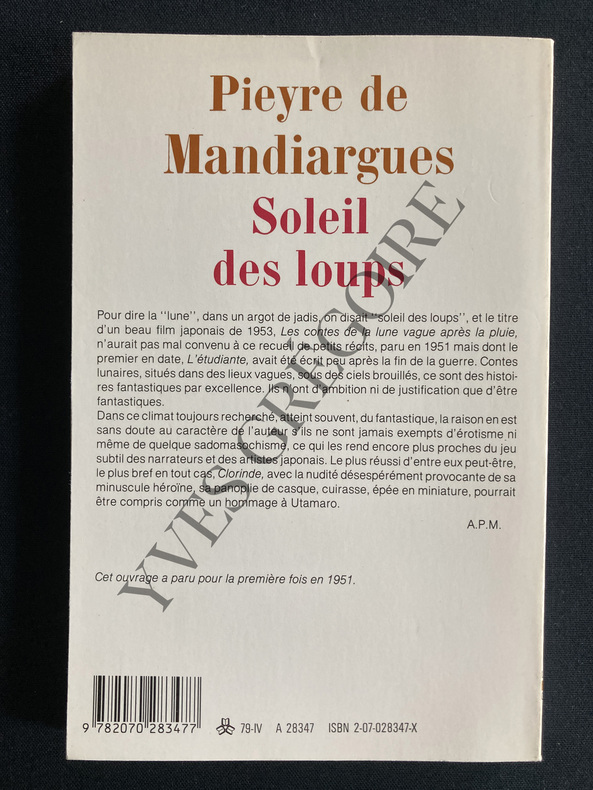 Pieyre de
Mandiargues
Soleil
des loups
Pour dire la "lune", dans un argot de jadis, on disait "soleil des loups", et le titre
d'un beau film japonais de 1953, Les contes de la lune vague après la pluie,
n'aurait pas mal convenu à ce recueil de petits récits, paru en 1951 mais dont le
premier en date, L'étudiante, avait été écrit peu après la fin de la guerre. Contes
lunaires, situés dans des lieux vagues, sous des ciels brouillés, ce sont des histoi-
res fantastiques par excellence. Ils n'ont d'ambition ni de justification que d'être
fantastiques.
Dans ce climat toujours recherché, atteint souvent, du fantastique, la raison en est
sans doute au caractère de l'auteur s'ils ne sont jamais exempts d'érotisme ni
même de quelque sadomasochisme, ce qui les rend encore plus proches du jeu
subtil des narrateurs et des artistes japonais. Le plus réussi d'entre eux peut-être,
le plus bref en tout cas, Clorinde, avec la nudité désespérément provocante de sa
minuscule héroïne, sa panoplie de casque, cuirasse, épée en miniature, pourrait
être compris comme un hommage à Utamaro.
A.P.M.
Cet ouvrage a paru pour la première fois en 1951.
9 782070 283477
79-IV A 28347 ISBN 2-07-028347-X
YVES GRÉGOIRE